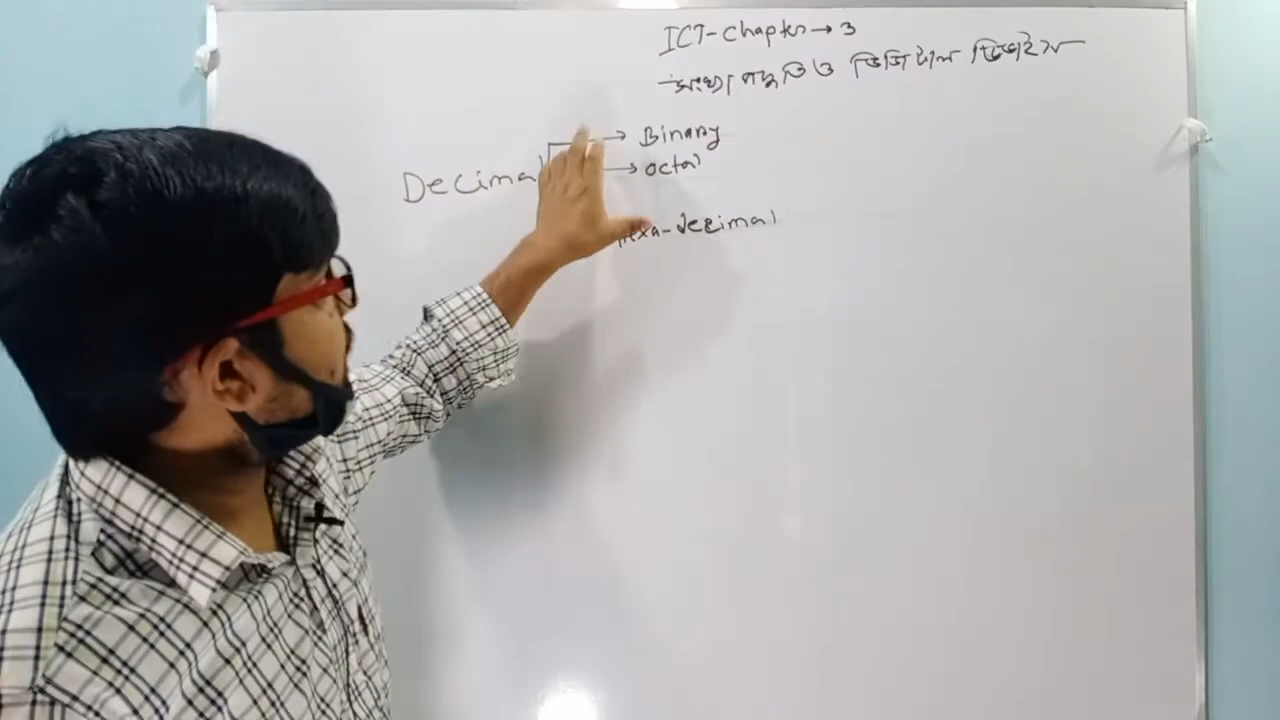 ICT-Chapter→3
সংখ্যা পদ্ধতি ও ডিজিটাল ডিভাইস
Decimal
→ Binary
→ octal
Hexa-decimal